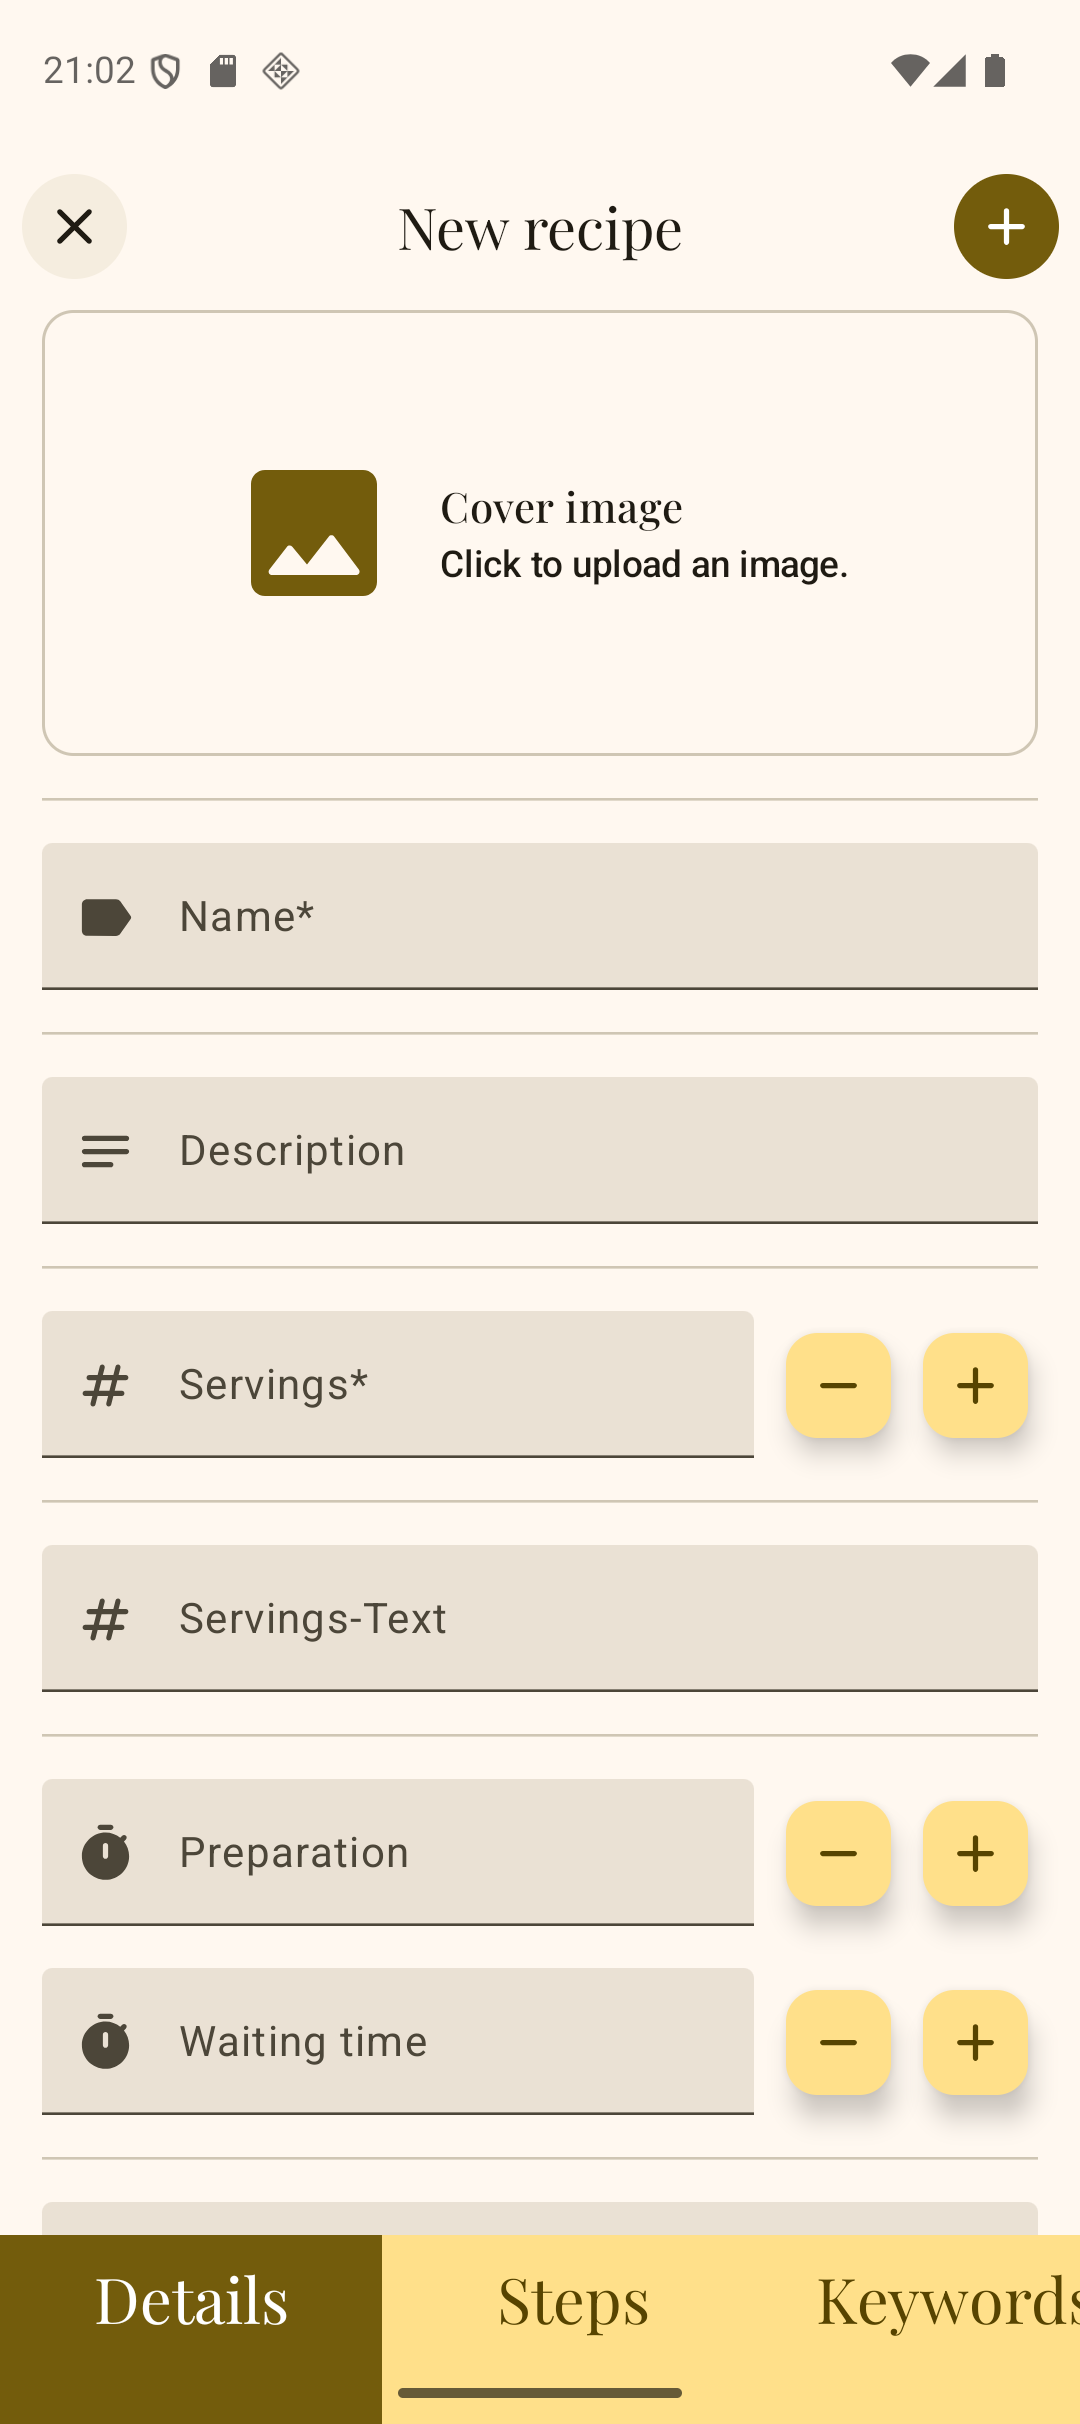 21:02
New recipe
Cover image
Click to upload an image.
Name*
Description
Servings*
Servings-Text
Preparation
Waiting time
Details
Steps
Keywords